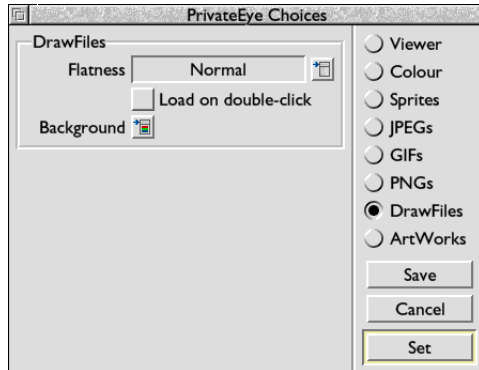 PrivateEye Choices
DrawFiles
Flatness Normal
Load on double-click
Background
Viewer
Colour
Sprites
JPEGs
GIFs
PNGs
DrawFiles
ArtWorks
Save
Cancel
Set